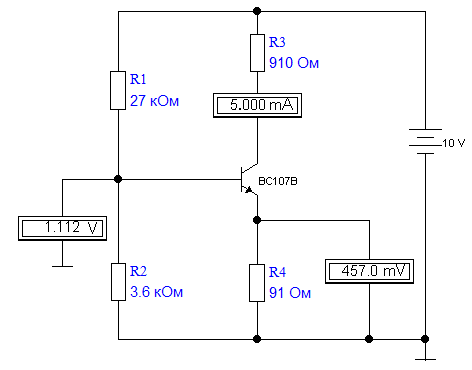 R3
910 Ом
R1
27 кОм
5.000 mA
10 V
BC107B
1.112 V
R2
3.6 кОм
R4
91 Ом
457.0 mV